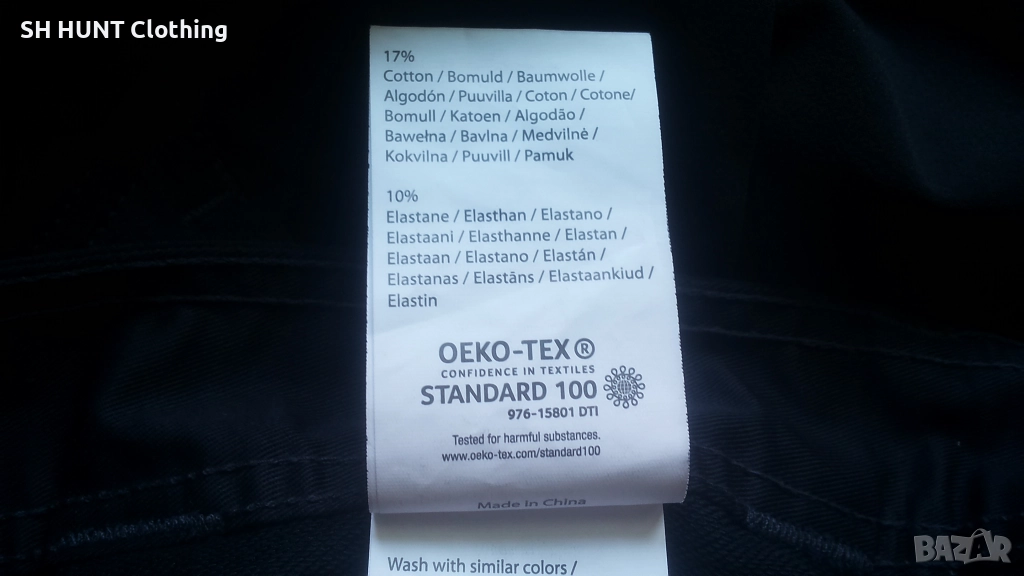 SH HUNT Clothing
17%
Cotton / Bomuld / Baumwolle /
Algodón / Puuvilla / Coton / Cotone/
Bomull / Katoen / Algodão /
Bawełna / Bavlna / Medvilnė /
Kokvilna / Puuvill / Pamuk
10%
Elastane / Elasthan / Elastano /
Elastaani / Elasthanne / Elastan /
Elastaan / Elastano / Elastán /
Elastanas / Elastāns / Elastaankiud /
Elastin
OEKO-TEX®
CONFIDENCE IN TEXTILES
STANDARD 100
976-15801 DTI
Tested for harmful substances.
www.oeko-tex.com/standard100
Made in China
Wash with similar colors /
BAZAR